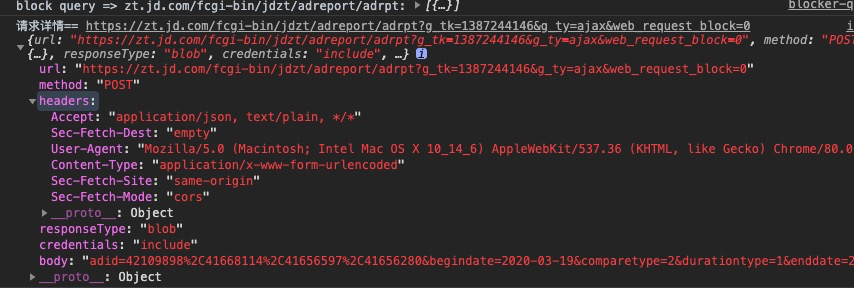 block query => zt.jd.com/fcgi-bin/jdzt/adreport/adrpt: ▶ [{…}] blocker-q
请求详情== https://zt.jd.com/fcgi-bin/jdzt/adreport/adrpt?g_tk=1387244146&g_ty=ajax&web_request_block=0
▼ {url: "https://zt.jd.com/fcgi-bin/jdzt/adreport/adrpt?g_tk=1387244146&g_ty=ajax&web_request_block=0", method: "POST
{…}, responseType: "blob", credentials: "include", …} i
url: "https://zt.jd.com/fcgi-bin/jdzt/adreport/adrpt?g_tk=1387244146&g_ty=ajax&web_request_block=0"
method: "POST"
▼ headers:
Accept: "application/json, text/plain, */*"
Sec-Fetch-Dest: "empty"
User-Agent: "Mozilla/5.0 (Macintosh; Intel Mac OS X 10_14_6) AppleWebKit/537.36 (KHTML, like Gecko) Chrome/80.0
Content-Type: "application/x-www-form-urlencoded"
Sec-Fetch-Site: "same-origin"
Sec-Fetch-Mode: "cors"
▶ __proto__: Object
responseType: "blob"
credentials: "include"
body: "adid=42109898%2C41668114%2C41656597%2C41656280&begindate=2020-03-19&comparetype=2&durationtype=1&enddate=2
▶ __proto__: Object